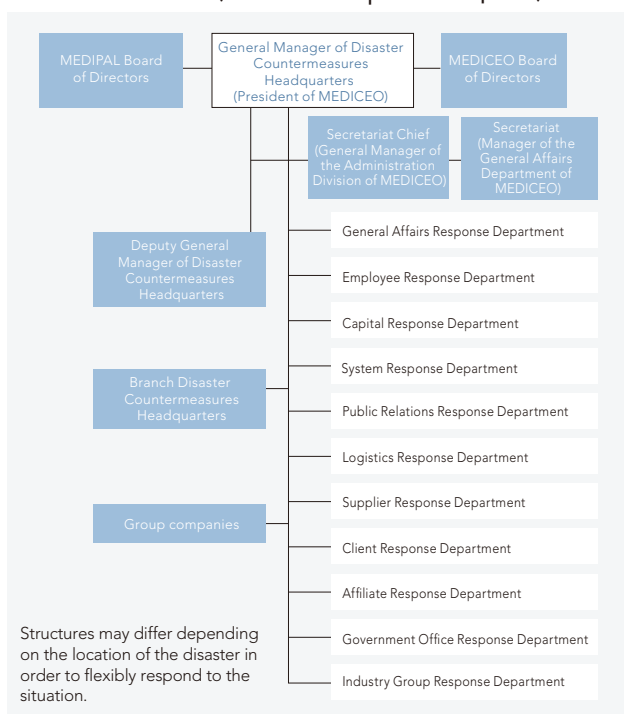 MEDIPAL Board
of Directors
General Manager of Disaster
Countermeasures
Headquarters
(President of MEDICEO)
MEDICEO Board
of Directors
Secretariat Chief
(General Manager of
the Administration
Division of MEDICEO)
Secretariat
(Manager of the
General Affairs
Department of
MEDICEO)
Deputy General
Manager of Disaster
Countermeasures
Headquarters
Branch Disaster
Countermeasures
Headquarters
Group companies
General Affairs Response Department
Employee Response Department
Capital Response Department
System Response Department
Public Relations Response Department
Logistics Response Department
Supplier Response Department
Client Response Department
Affiliate Response Department
Government Office Response Department
Industry Group Response Department
Structures may differ depending
on the location of the disaster in
order to flexibly respond to the
situation.